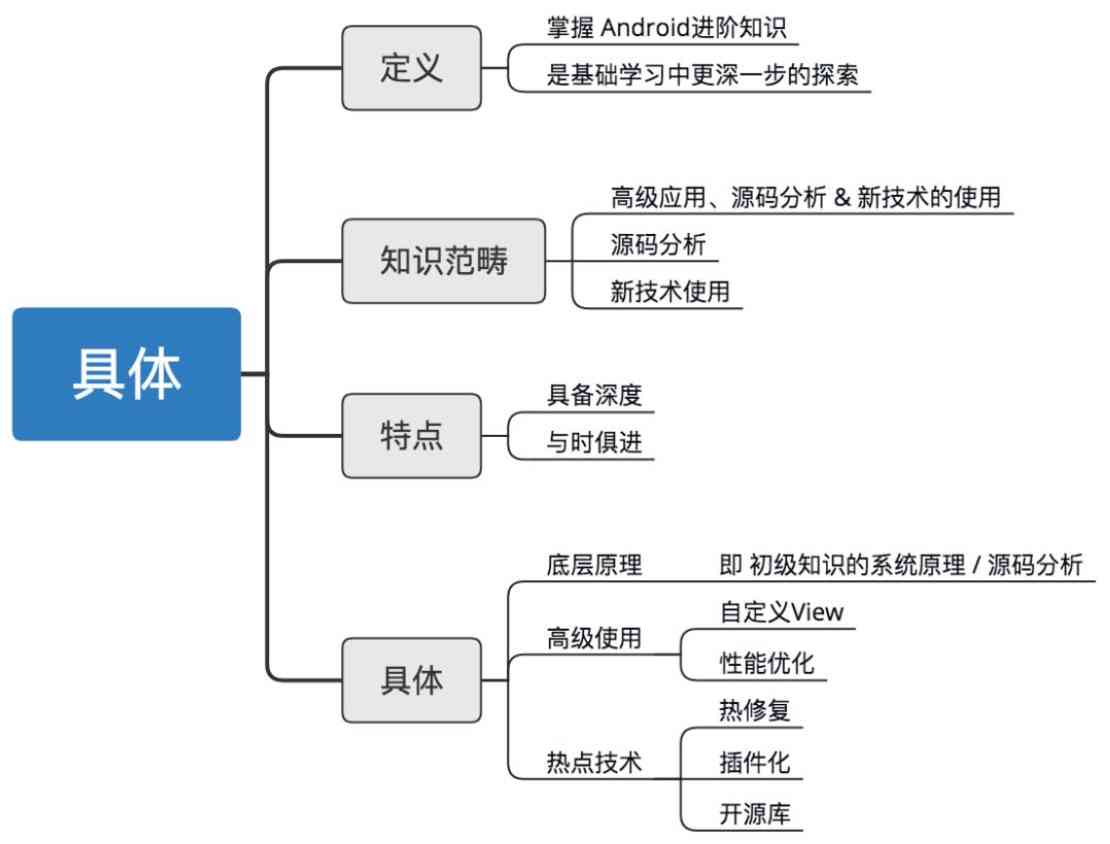 具体
定义
掌握 Android进阶知识
是基础学习中更深一步的探索
知识范畴
高级应用、源码分析 & 新技术的使用
源码分析
新技术使用
特点
具备深度
与时俱进
具体
底层原理
即 初级知识的系统原理 / 源码分析
高级使用
自定义View
性能优化
热点技术
热修复
插件化
开源库